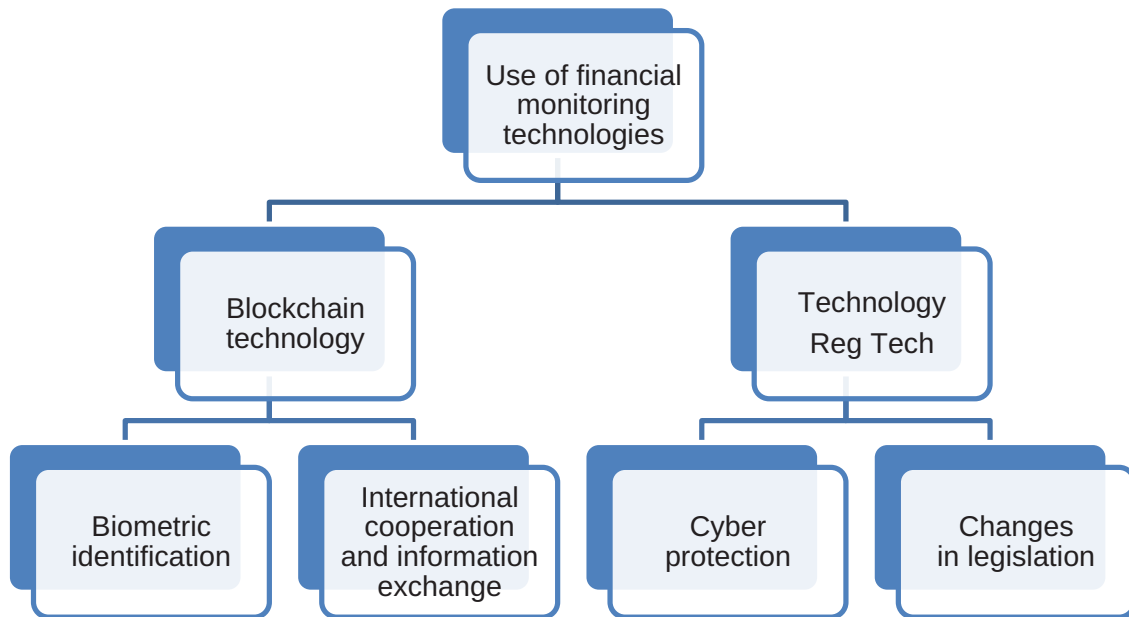 Use of financial
monitoring
technologies
Blockchain
technology
Technology
Reg Tech
Biometric
identification
International
cooperation
and information
exchange
Cyber
protection
Changes
in legislation